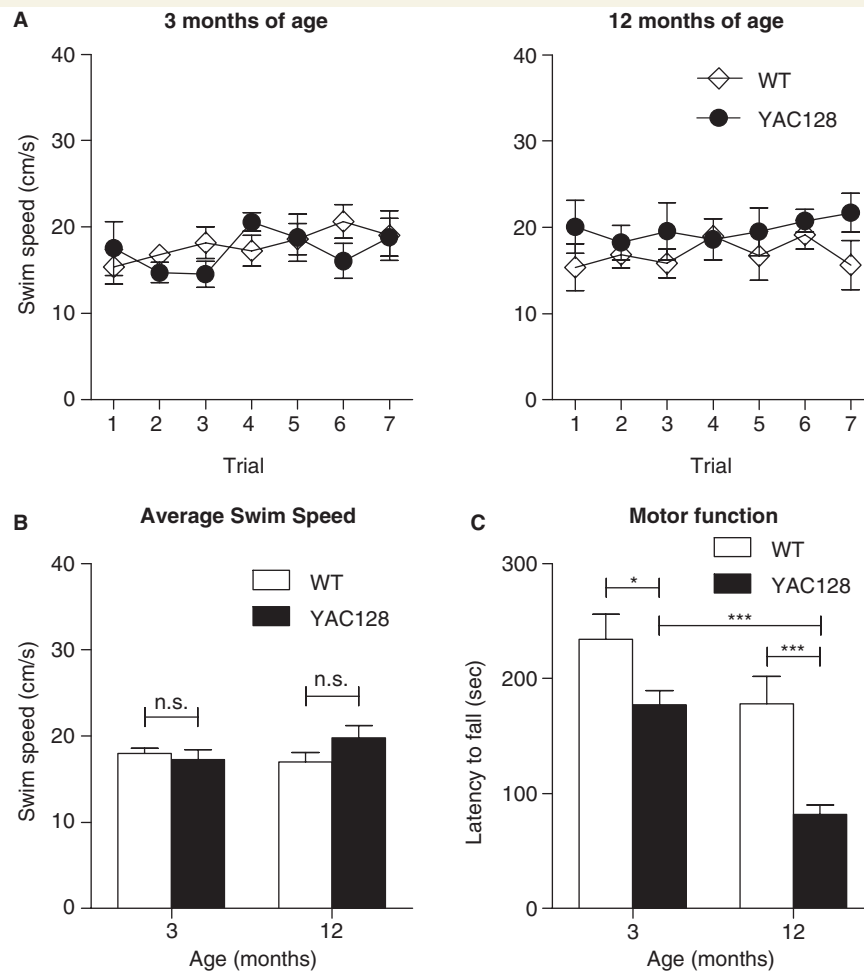 A
3 months of age
12 months of age
40
30
20
10
0
Swim speed (cm/s)
1 2 3 4 5 6 7
Trial
40
30
20
10
0
WT
YAC128
1 2 3 4 5 6 7
Trial
B
Average Swim Speed
40
30
20
10
0
Swim speed (cm/s)
WT
YAC128
n.s.
n.s.
3 12
Age (months)
C
Motor function
300
200
100
0
Latency to fall (sec)
WT
YAC128
*
***
***
3 12
Age (months)